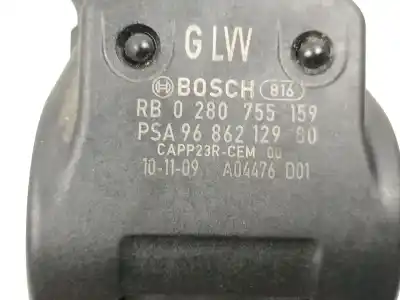 GLW
BOSCH 816
RB 0 280 755 159
PSA 96 862 129 80
CAPP23R-CEM 00
10-11-09 A04476 D01